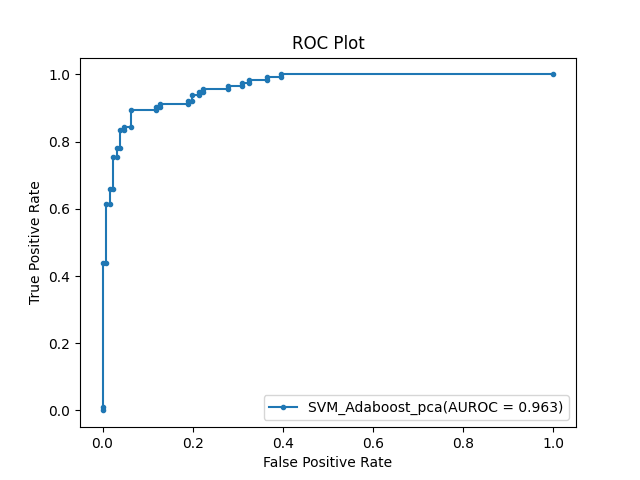 ROC Plot
True Positive Rate
1.0
0.8
0.6
0.4
0.2
0.0
SVM_Adaboost_pca(AUROC = 0.963)
0.0 0.2 0.4 0.6 0.8 1.0
False Positive Rate